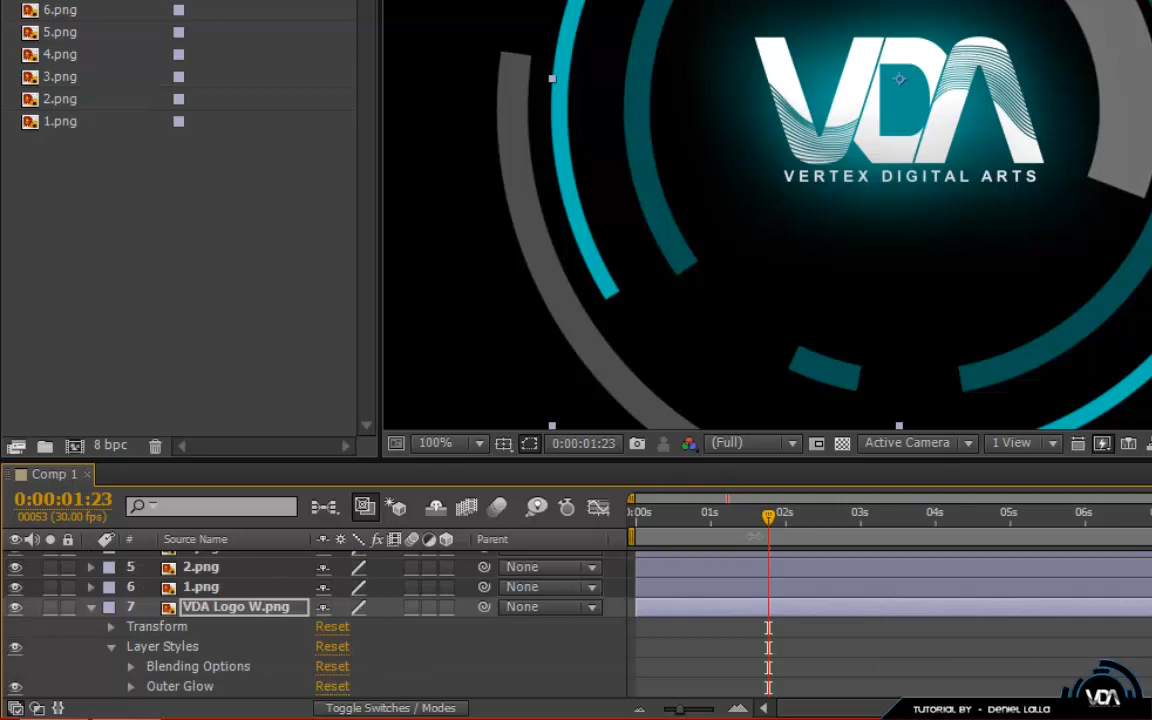 6.png
5.png
4.png
3.png
2.png
1.png
VDA
VERTEX DIGITAL ARTS
8 bpc
100%
0:00:01:23
(Full)
Active Camera
1 View
Comp 1
0:00:01:23
00053 (30.00 fps)
:00s 01s 02s 03s 04s 05s 06s
# Source Name fx Parent
5 2.png None
6 1.png None
7 VDA Logo W.png None
Transform Reset
Layer Styles Reset
Blending Options Reset
Outer Glow Reset
Toggle Switches / Modes
VDA
TUTORIAL BY - DENIEL LALLA